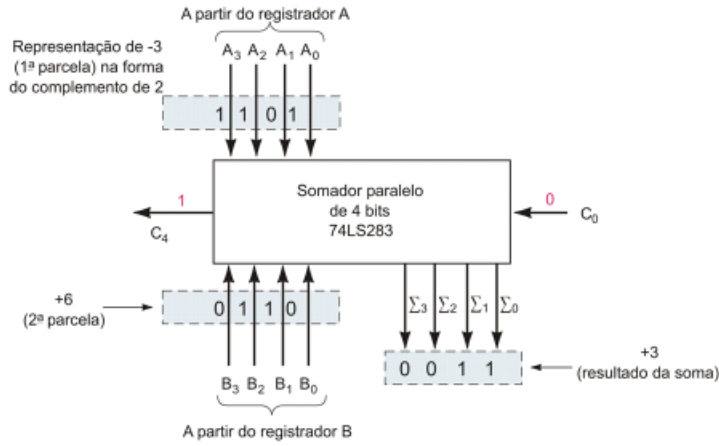 A partir do registrador A
Representação de -3
(1ª parcela) na forma
do complemento de 2
A₃ A₂ A₁ A₀
1 1 0 1
Somador paralelo
de 4 bits
74LS283
1
C₄
0
C₀
+6
(2ª parcela)
0 1 1 0
Σ₃ Σ₂ Σ₁ Σ₀
0 0 1 1
+3
(resultado da soma)
B₃ B₂ B₁ B₀
A partir do registrador B